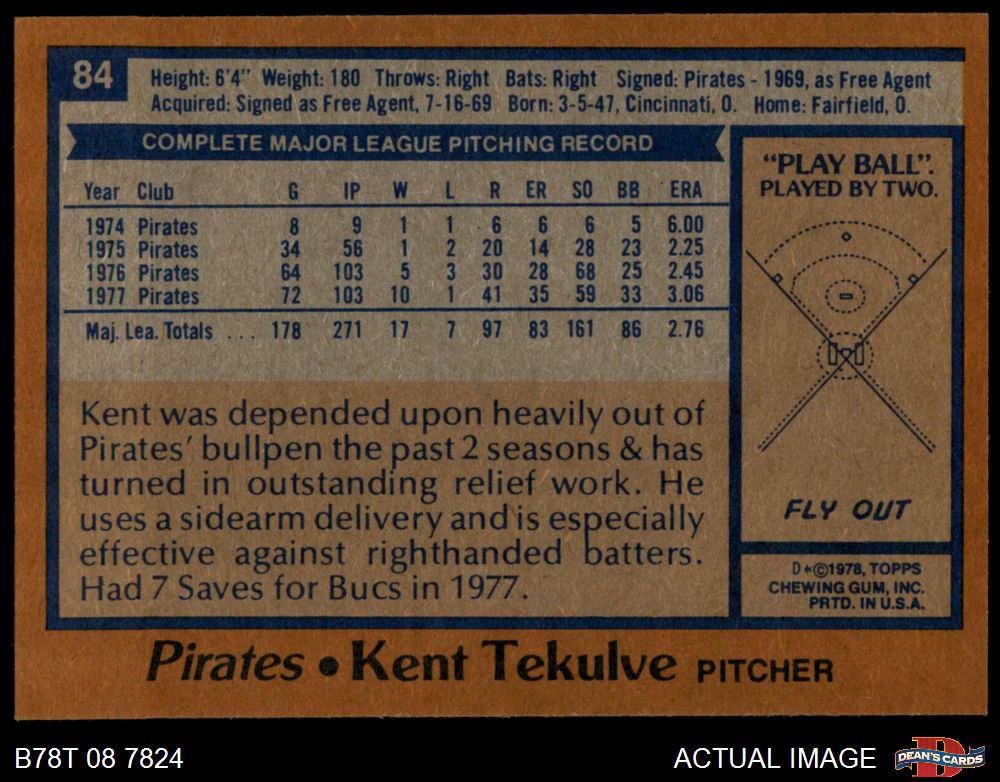 84
Height: 6'4" Weight: 180 Throws: Right Bats: Right Signed: Pirates - 1969, as Free Agent
Acquired: Signed as Free Agent, 7-16-69 Born: 3-5-47, Cincinnati, O. Home: Fairfield, O.
COMPLETE MAJOR LEAGUE PITCHING RECORD
Year Club G IP W L R ER SO BB ERA
1974 Pirates 8 9 1 1 6 6 6 5 6.00
1975 Pirates 34 56 1 2 20 14 28 23 2.25
1976 Pirates 64 103 5 3 30 28 68 25 2.45
1977 Pirates 72 103 10 1 41 35 59 33 3.06
Maj. Lea. Totals . . . 178 271 17 7 97 83 161 86 2.76
Kent was depended upon heavily out of
Pirates' bullpen the past 2 seasons & has
turned in outstanding relief work. He
uses a sidearm delivery and is especially
effective against righthanded batters.
Had 7 Saves for Bucs in 1977.
"PLAY BALL".
PLAYED BY TWO.
FLY OUT
D*©1978, TOPPS
CHEWING GUM, INC.
PRTD. IN U.S.A.
Pirates • Kent Tekulve PITCHER
B78T 08 7824
ACTUAL IMAGE
D
DEAN'S CARDS